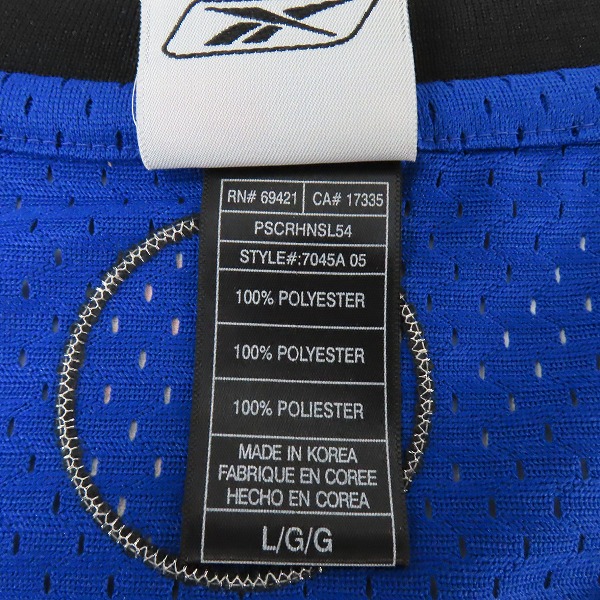 RN# 69421 CA# 17335
PSCRHNSL54
STYLE#:7045A 05
100% POLYESTER
100% POLYESTER
100% POLIESTER
MADE IN KOREA
FABRIQUE EN COREE
HECHO EN COREA
L/G/G